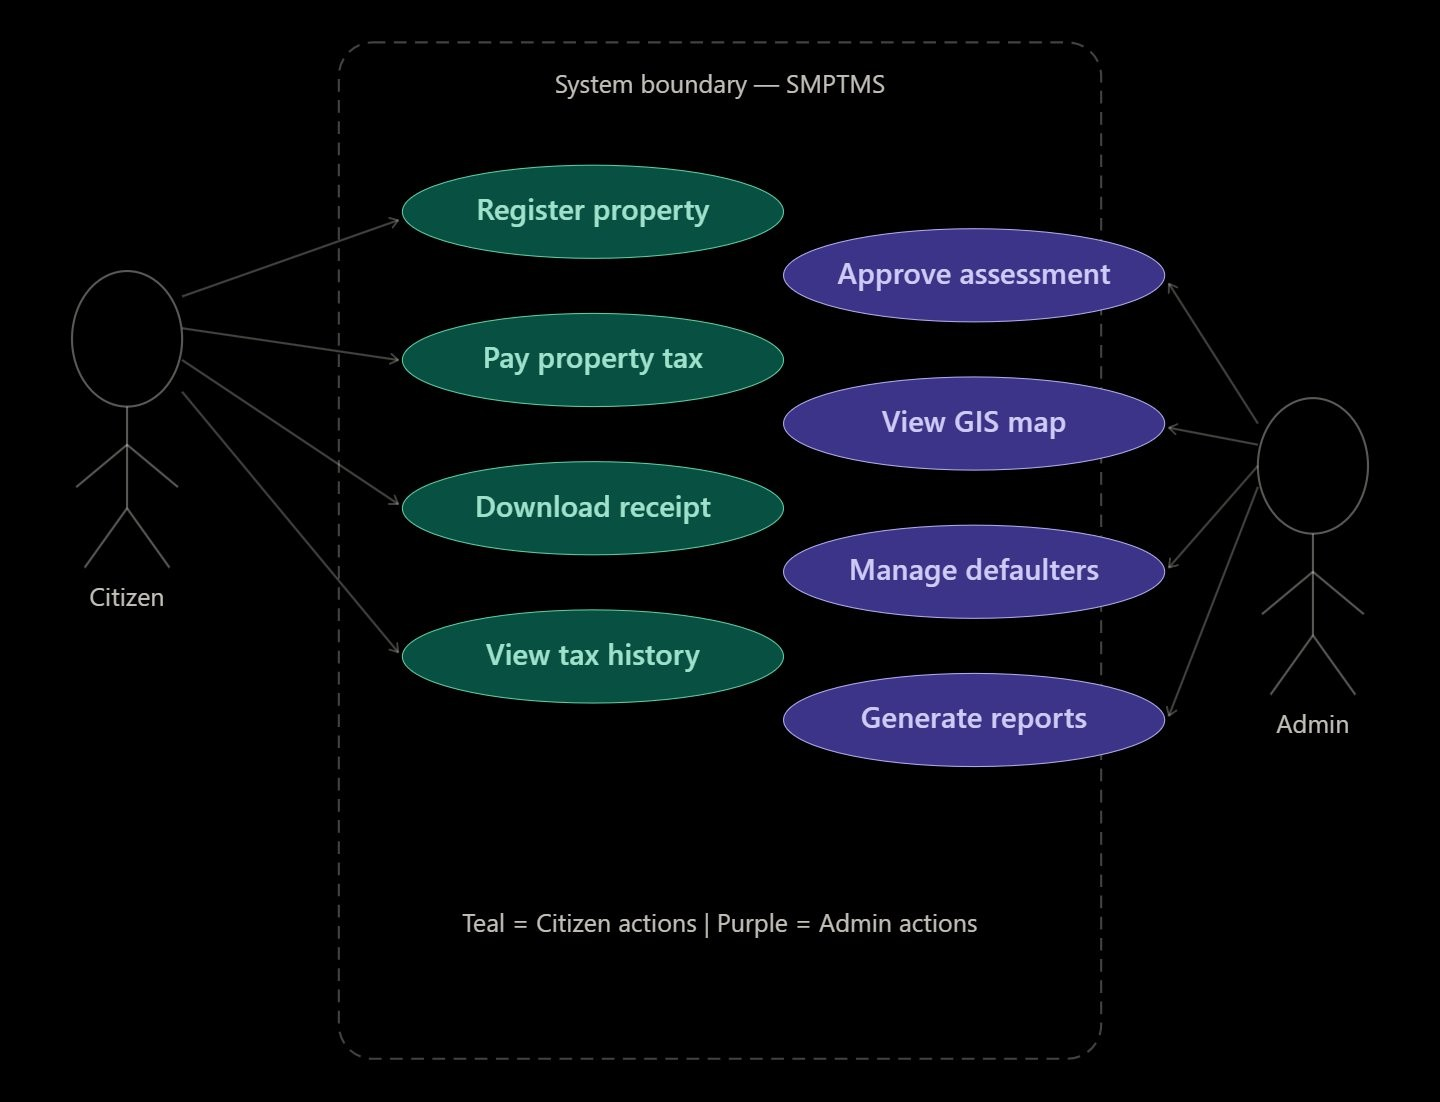 System boundary — SMPTMS
Register property
Approve assessment
Pay property tax
View GIS map
Download receipt
Manage defaulters
Citizen
View tax history
Generate reports
Admin
Teal = Citizen actions | Purple = Admin actions